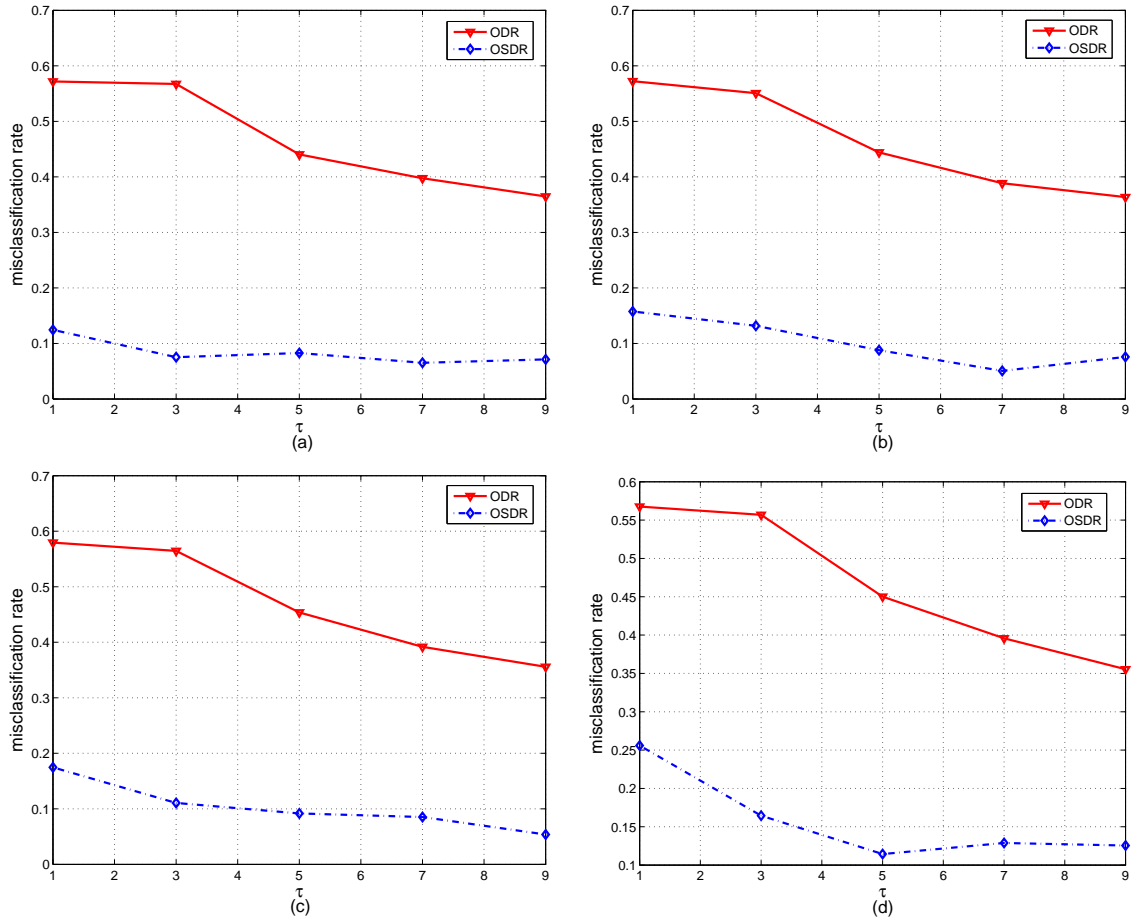 0.7
0.6
0.5
0.4
0.3
0.2
0.1
0
misclassification rate
ODR
OSDR
1 2 3 4 5 6 7 8 9
τ
(a)
0.7
0.6
0.5
0.4
0.3
0.2
0.1
0
misclassification rate
ODR
OSDR
1 2 3 4 5 6 7 8 9
τ
(b)
0.7
0.6
0.5
0.4
0.3
0.2
0.1
0
misclassification rate
ODR
OSDR
1 2 3 4 5 6 7 8 9
τ
(c)
0.6
0.55
0.5
0.45
0.4
0.35
0.3
0.25
0.2
0.15
0.1
misclassification rate
ODR
OSDR
1 2 3 4 5 6 7 8 9
τ
(d)